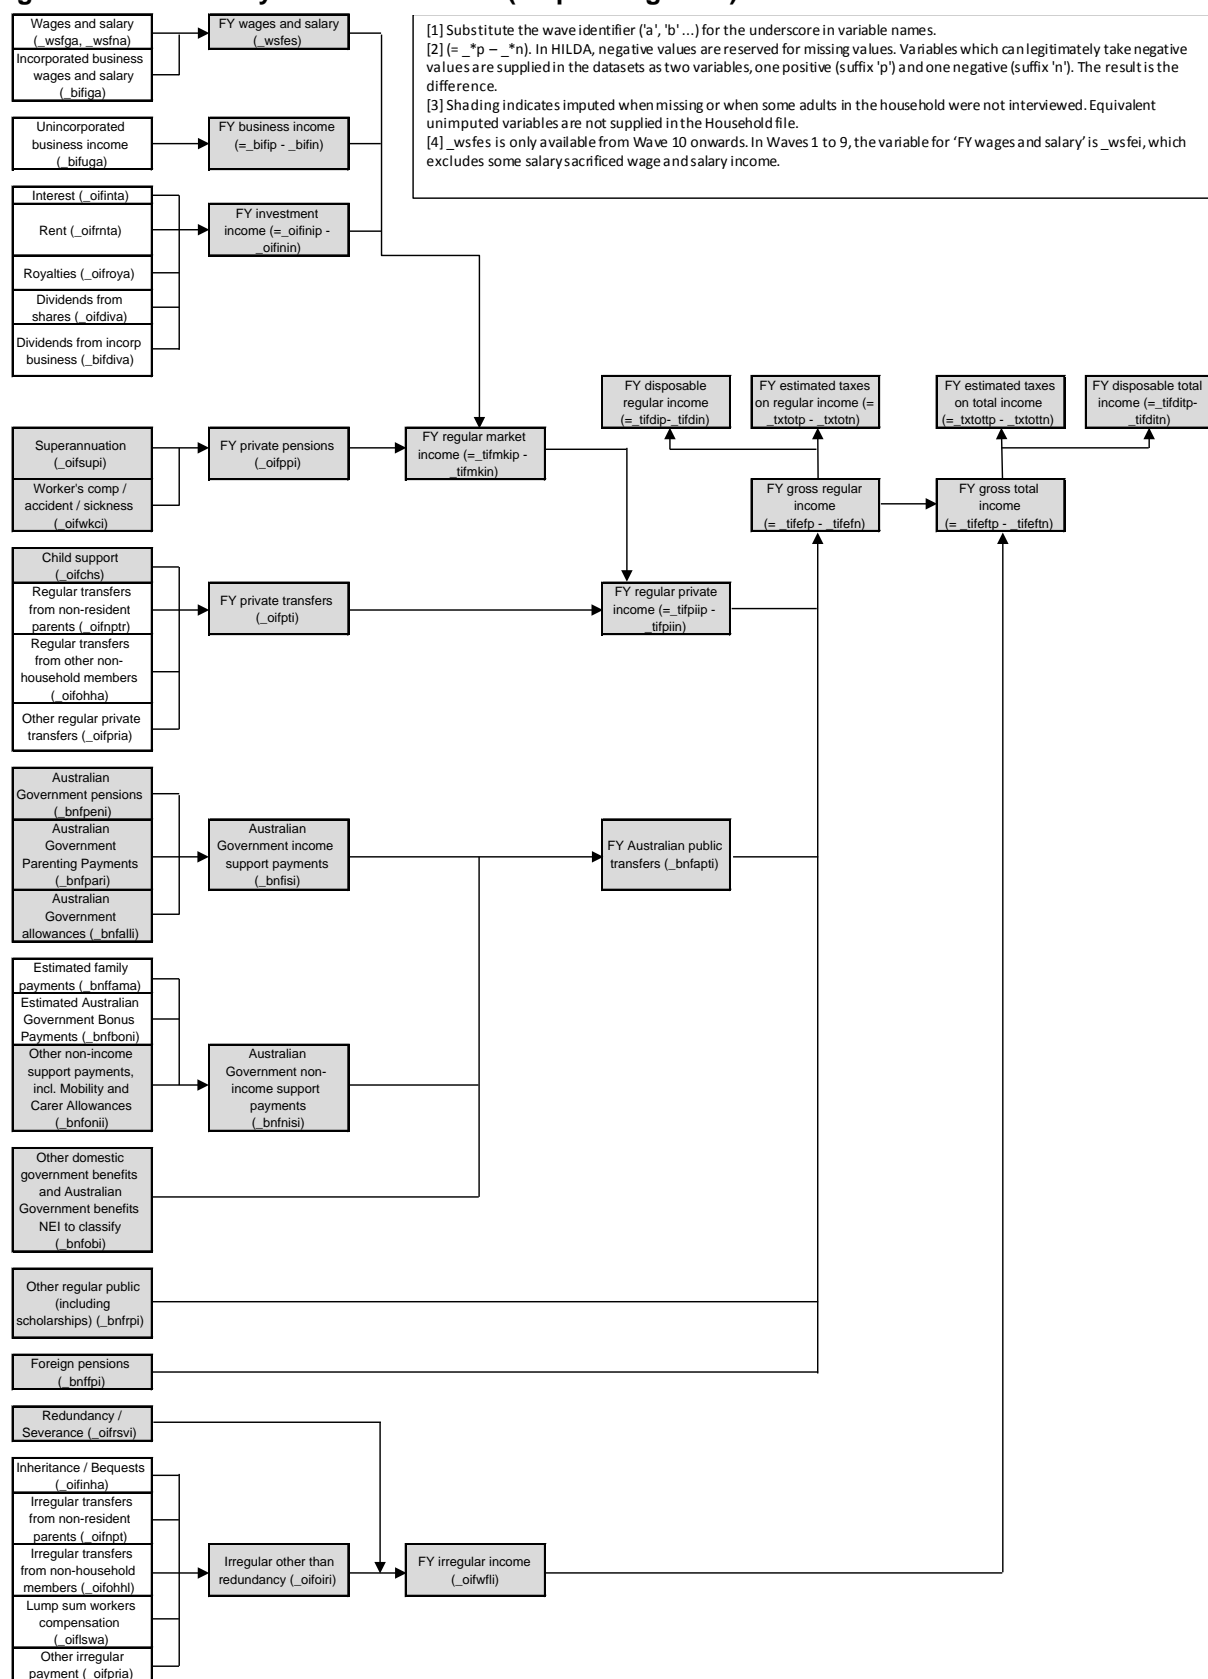 Wages and salary
(_wsfga, _wsfna)
Incorporated business
wages and salary
(_bifiga)
FY wages and salary
(_wsfes)
[1] Substitute the wave identifier ('a', 'b' ...) for the underscore in variable names.
[2] (= _*p – _*n). In HILDA, negative values are reserved for missing values. Variables which can legitimately take negative
values are supplied in the datasets as two variables, one positive (suffix 'p') and one negative (suffix 'n'). The result is the
difference.
[3] Shading indicates imputed when missing or when some adults in the household were not interviewed. Equivalent
unimputed variables are not supplied in the Household file.
[4] _wsfes is only available from Wave 10 onwards. In Waves 1 to 9, the variable for ‘FY wages and salary’ is _wsfei, which
excludes some salary sacrificed wage and salary income.
Unincorporated
business income
(_bifuga)
FY business income
(=_bifip - _bifin)
Interest (_oifinta)
Rent (_oifrnta)
Royalties (_oifroya)
Dividends from
shares (_oifdiva)
Dividends from incorp
business (_bifdiva)
FY investment
income (=_oifinip -
_oifinin)
FY disposable
regular income
(=_tifdip-_tifdin)
FY estimated taxes
on regular income (=
_txtotp - _txtotn)
FY estimated taxes
on total income
(=_txtottp - _txtottn)
FY disposable total
income (=_tifditp-
_tifditn)
Superannuation
(_oifsupi)
Worker's comp /
accident / sickness
(_oifwkci)
FY private pensions
(_oifppi)
FY regular market
income (=_tifmkip -
_tifmkin)
FY gross regular
income
(= _tifefp - _tifefn)
FY gross total
income
(= _tifeftp - _tifeftn)
Child support
(_oifchs)
Regular transfers
from non-resident
parents (_oifnptr)
Regular transfers
from other non-
household members
(_oifohha)
Other regular private
transfers (_oifpria)
FY private transfers
(_oifpti)
FY regular private
income (=_tifpiip -
_tifpiin)
Australian
Government pensions
(_bnfpeni)
Australian
Government
Parenting Payments
(_bnfpari)
Australian
Government
allowances (_bnfalli)
Australian
Government income
support payments
(_bnfisi)
FY Australian public
transfers (_bnfapti)
Estimated family
payments (_bnffama)
Estimated Australian
Government Bonus
Payments (_bnfboni)
Other non-income
support payments,
incl. Mobility and
Carer Allowances
(_bnfonii)
Australian
Government non-
income support
payments
(_bnfnisi)
Other domestic
government benefits
and Australian
Government benefits
NEI to classify
(_bnfobi)
Other regular public
(including
scholarships) (_bnfrpi)
Foreign pensions
(_bnffpi)
Redundancy /
Severance (_oifrsvi)
Inheritance / Bequests
(_oifinha)
Irregular transfers
from non-resident
parents (_oifnpt)
Irregular transfers
from non-household
members (_oifohhl)
Lump sum workers
compensation
(_oiflswa)
Other irregular
payment (_oifpria)
Irregular other than
redundancy (_oifoiri)
FY irregular income
(_oifwfli)